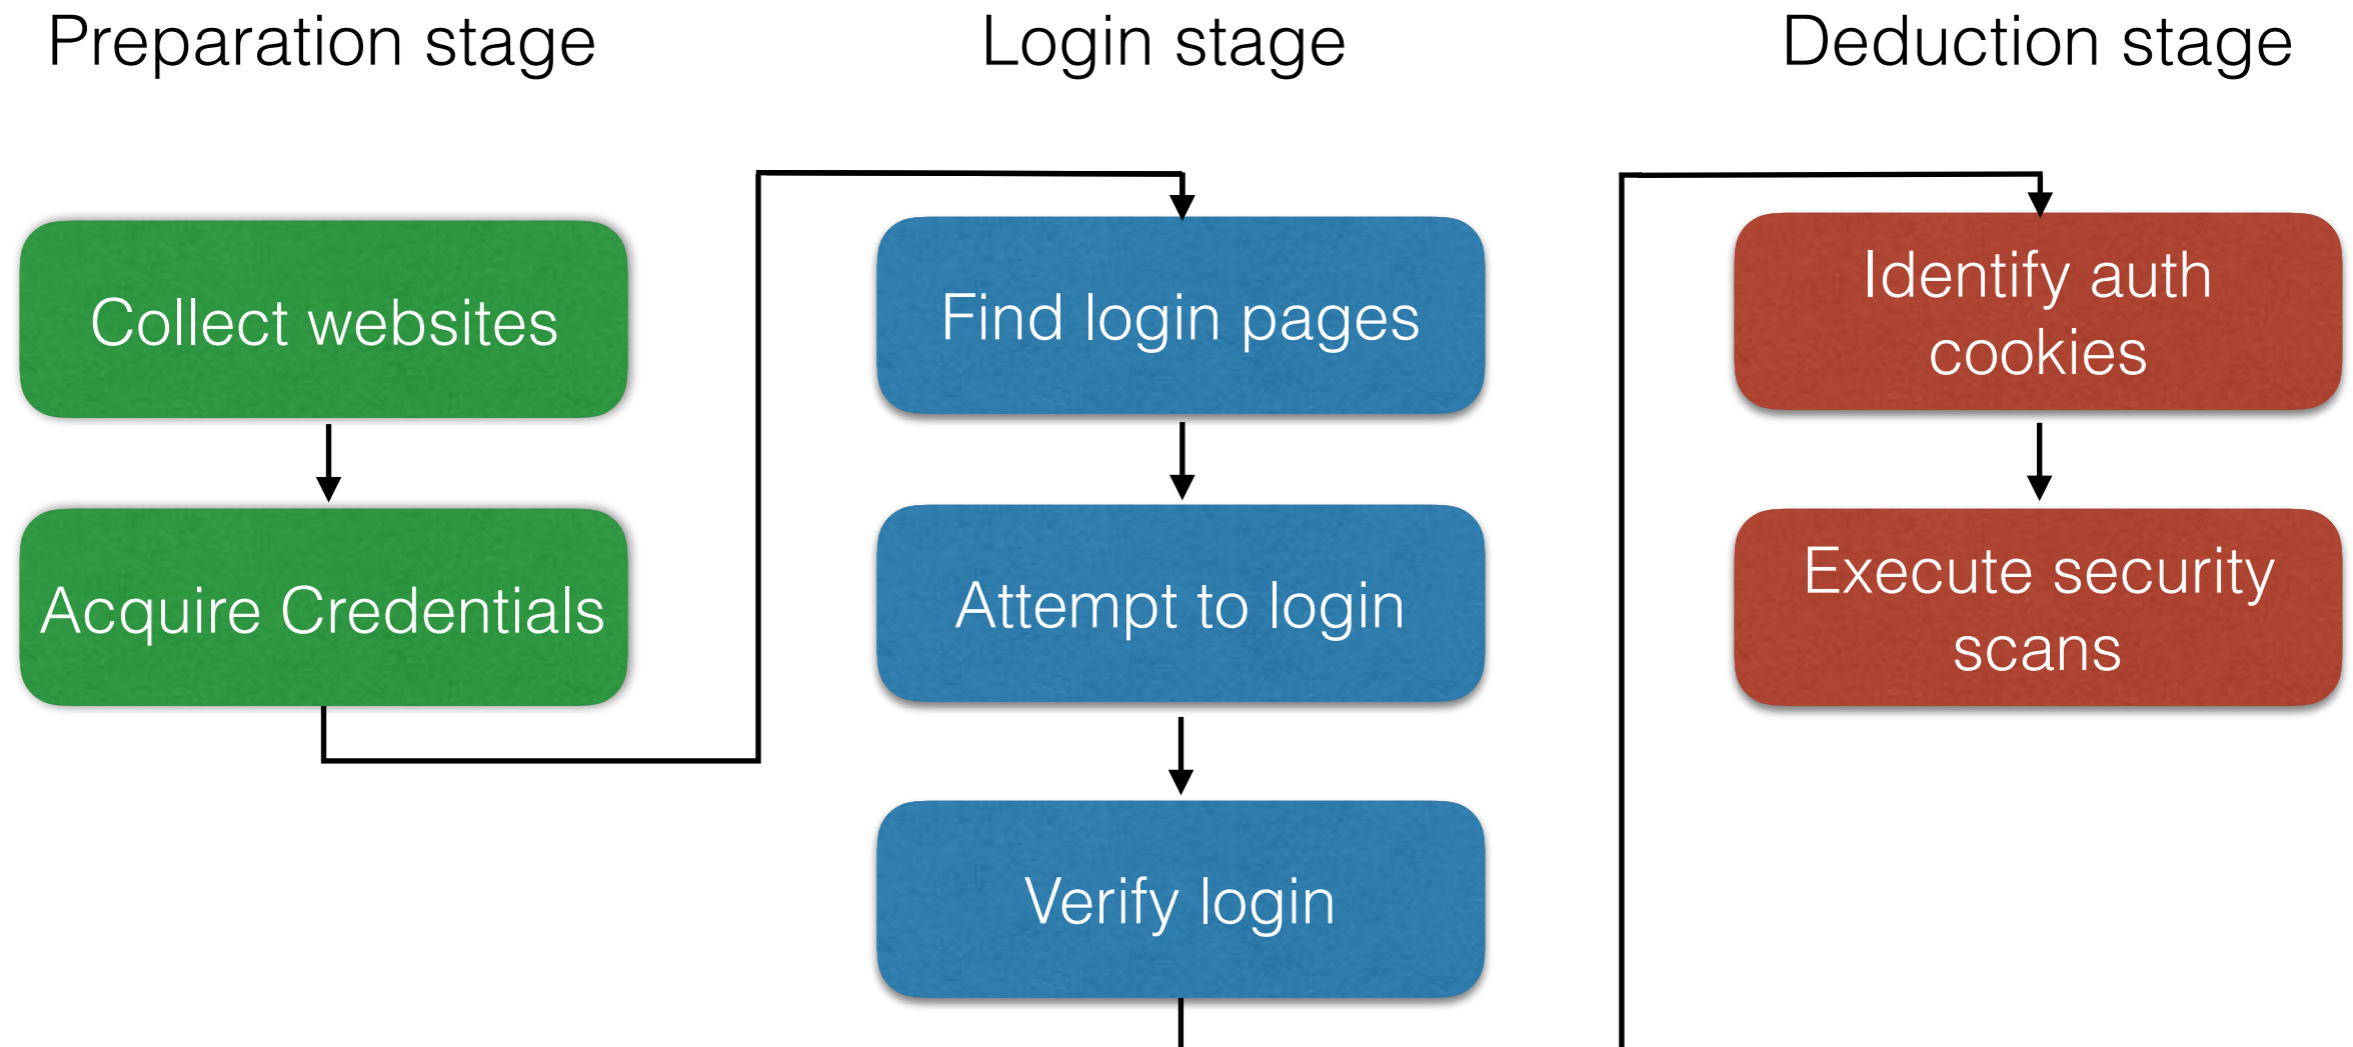 Preparation stage
Login stage
Deduction stage
Collect websites
Acquire Credentials
Find login pages
Attempt to login
Verify login
Identify auth
cookies
Execute security
scans